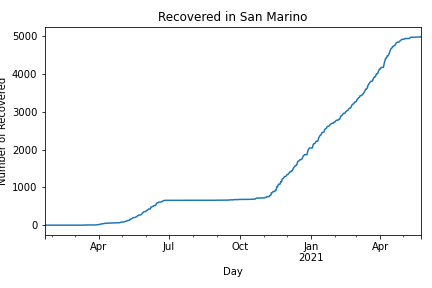 Recovered in San Marino
Number of Recovered
5000
4000
3000
2000
1000
0
Apr
Jul
Oct
Jan
2021
Apr
Day